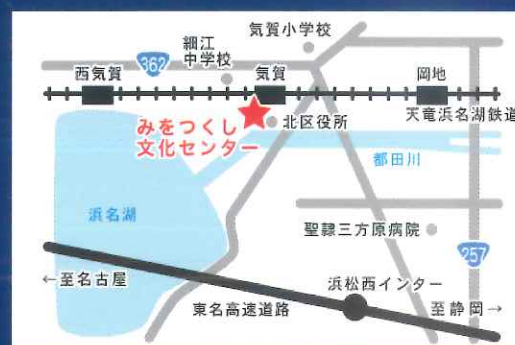 気賀小学校
細江
中学校
362
西気賀
気賀
岡地
みをつくし
文化センター
北区役所
天竜浜名湖鉄道
都田川
浜名湖
聖隷三方原病院
257
←至名古屋
浜松西インター
東名高速道路
至静岡→